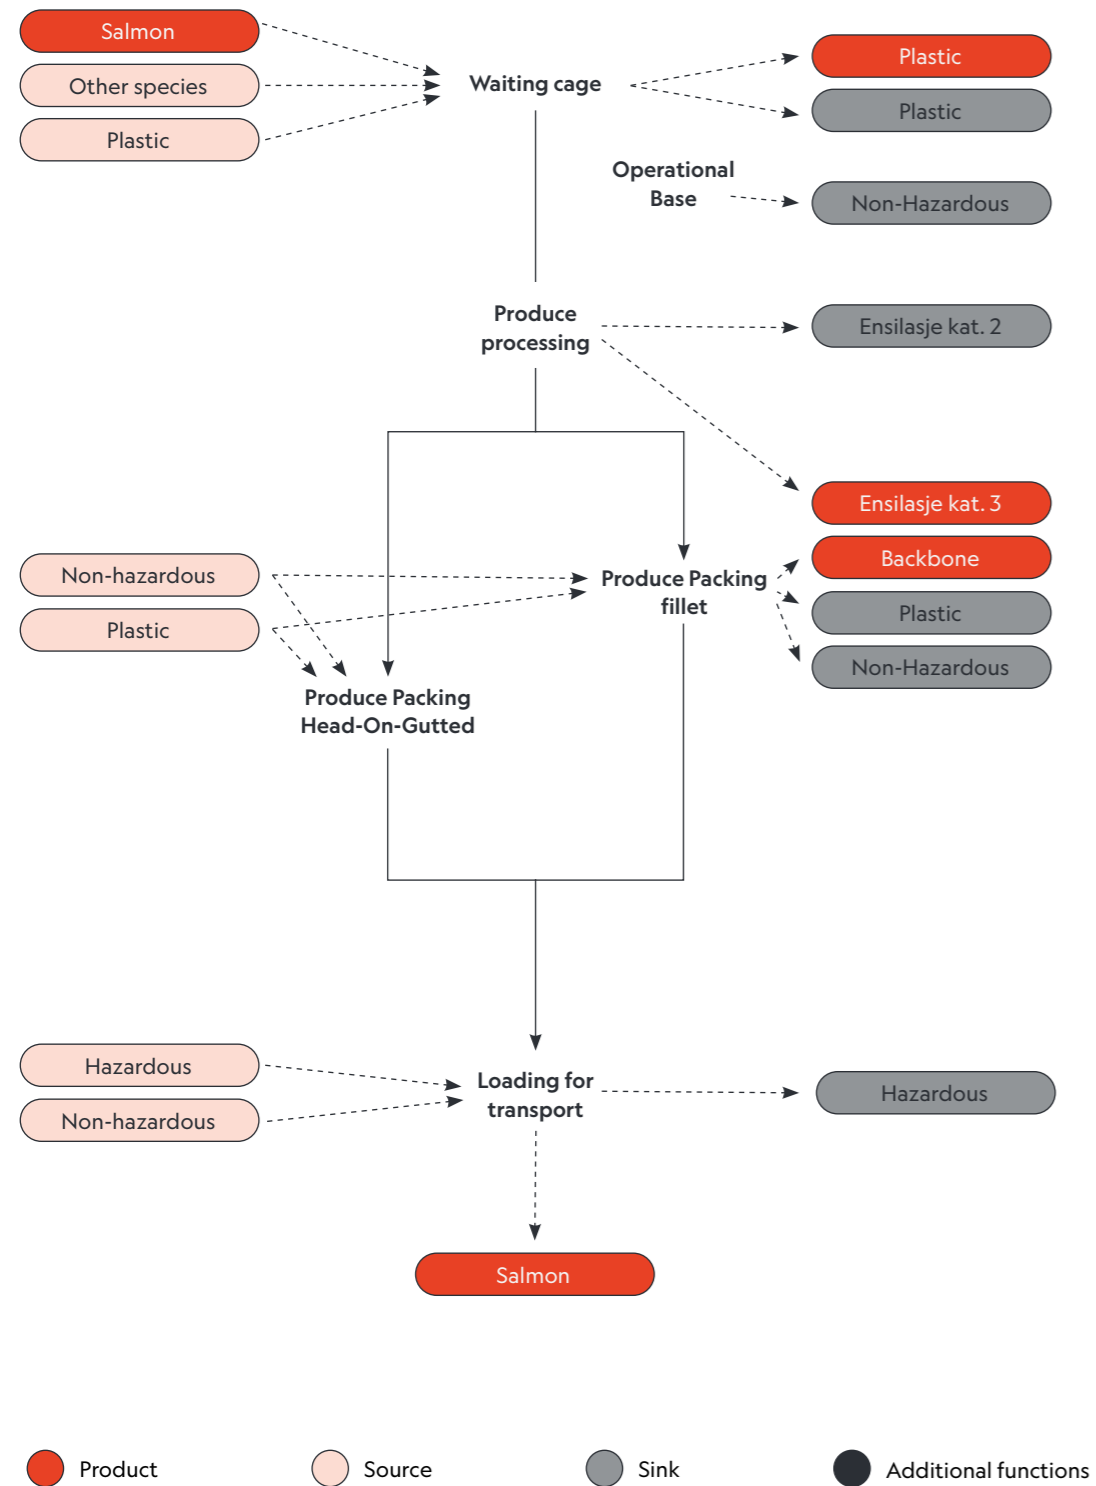 Salmon
Other species
Plastic
Waiting cage
Plastic
Plastic
Operational
Base
Non-Hazardous
Produce
processing
Ensilasje kat. 2
Ensilasje kat. 3
Backbone
Plastic
Non-Hazardous
Non-hazardous
Plastic
Produce Packing
fillet
Produce Packing
Head-On-Gutted
Hazardous
Non-hazardous
Loading for
transport
Hazardous
Salmon
Product
Source
Sink
Additional functions